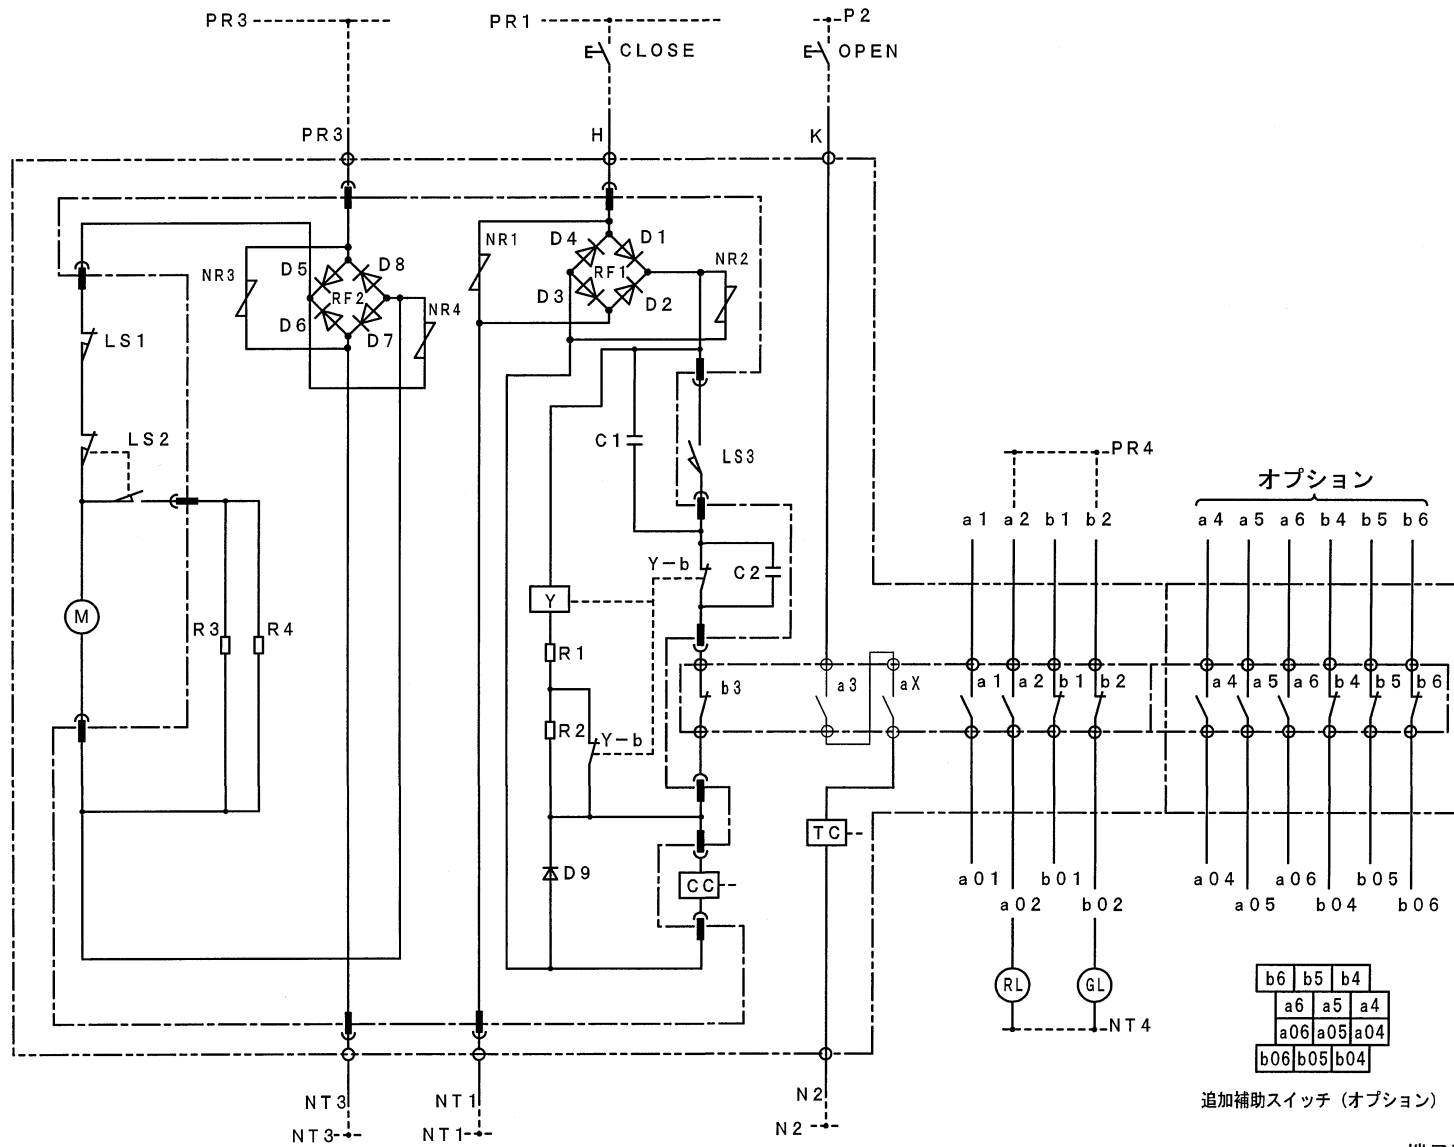 PR3
PR1
P2
CLOSE
OPEN
PR3
H
K
D4
D1
NR1
RF1
NR2
D3
D2
D5
D8
NR3
RF2
NR4
D6
D7
LS1
LS2
C1
LS3
PR4
オプション
a1 a2 b1 b2
a4 a5 a6 b4 b5 b6
Y-b
C2
Y
M
R3
R4
R1
b3
a3
aX
a1 a2 b1 b2
a4 a5 a6 b4 b5 b6
R2
Y-b
TC
D9
CC
a01 b01
a02 b02
a04 a06 b05
a05 b04 b06
RL
GL
NT4
b6 b5 b4
a6 a5 a4
a06 a05 a04
b06 b05 b04
追加補助スイッチ(オプション)
NT3
NT1
N2
NT3
NT1
N2